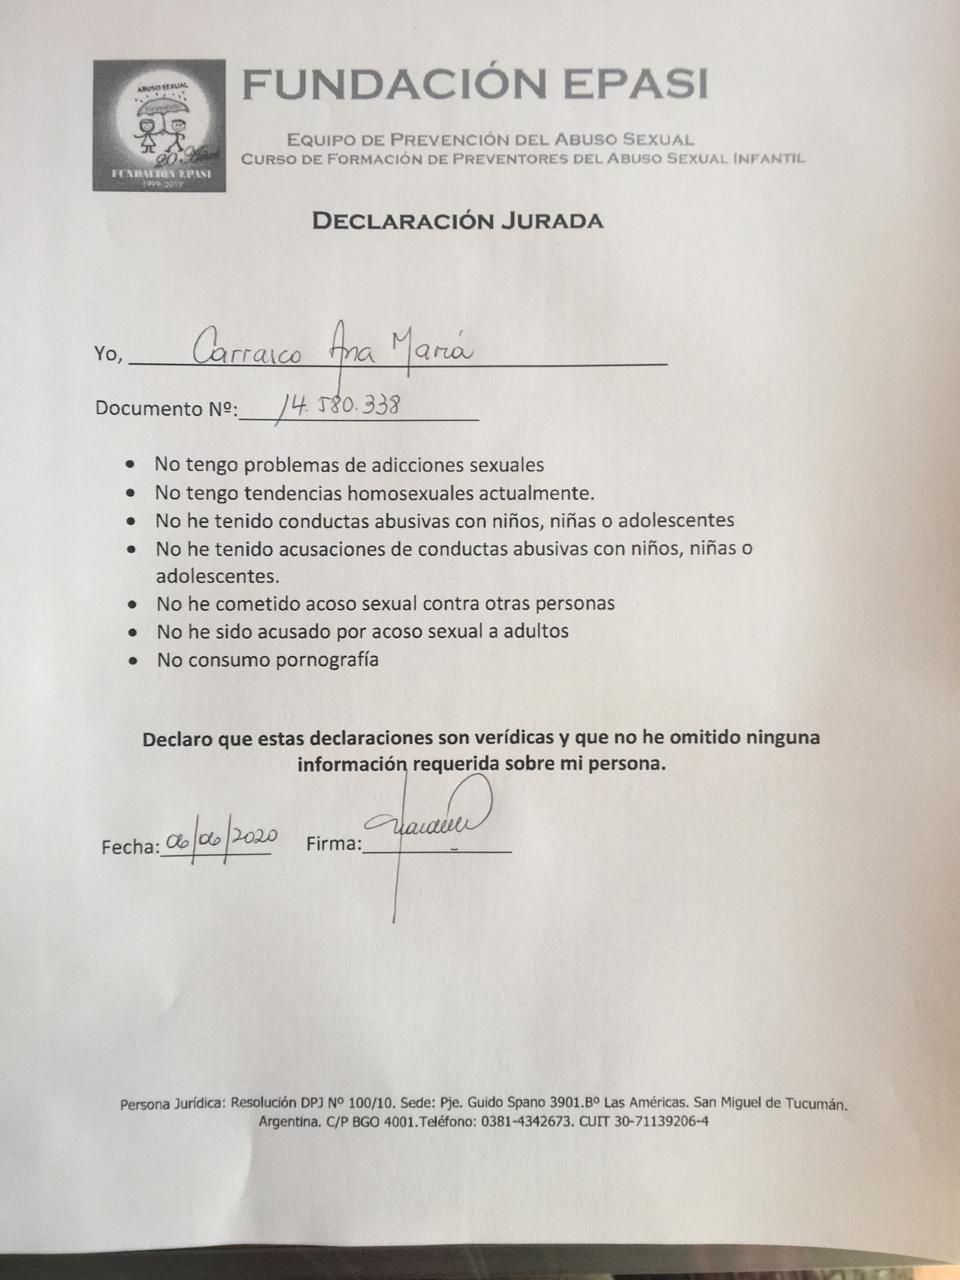 ABUSO SEXUAL
20 Años
FUNDACIÓN EPASI
1999-2019
FUNDACIÓN EPASI
EQUIPO DE PREVENCIÓN DEL ABUSO SEXUAL
CURSO DE FORMACIÓN DE PREVENTORES DEL ABUSO SEXUAL INFANTIL
DECLARACIÓN JURADA
Yo, Carrasco Ana María
Documento Nº: 14.580.338
• No tengo problemas de adicciones sexuales
• No tengo tendencias homosexuales actualmente.
• No he tenido conductas abusivas con niños, niñas o adolescentes
• No he tenido acusaciones de conductas abusivas con niños, niñas o
adolescentes.
• No he cometido acoso sexual contra otras personas
• No he sido acusado por acoso sexual a adultos
• No consumo pornografía
Declaro que estas declaraciones son verídicas y que no he omitido ninguna
información requerida sobre mi persona.
Fecha: 06/06/2020 Firma:
Persona Jurídica: Resolución DPJ Nº 100/10. Sede: Pje. Guido Spano 3901.Bº Las Américas. San Miguel de Tucumán.
Argentina. C/P BGO 4001.Teléfono: 0381-4342673. CUIT 30-71139206-4